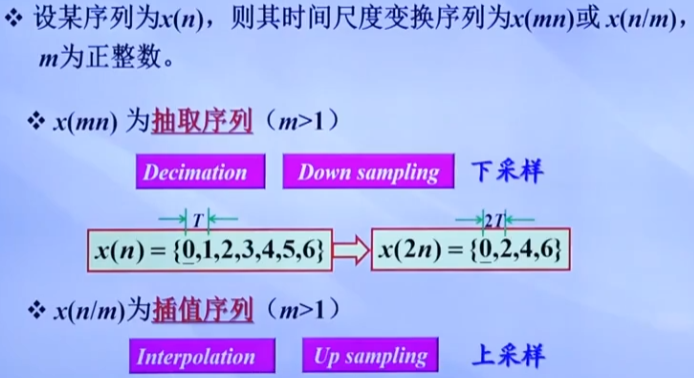 ❖ 设某序列为x(n)，则其时间尺度变换序列为x(mn)或 x(n/m)，
m为正整数。
❖ x(mn) 为抽取序列（m>1）
Decimation Down sampling 下采样
T 2T
x(n) = {0,1,2,3,4,5,6} x(2n) = {0,2,4,6}
❖ x(n/m)为插值序列（m>1）
Interpolation Up sampling 上采样